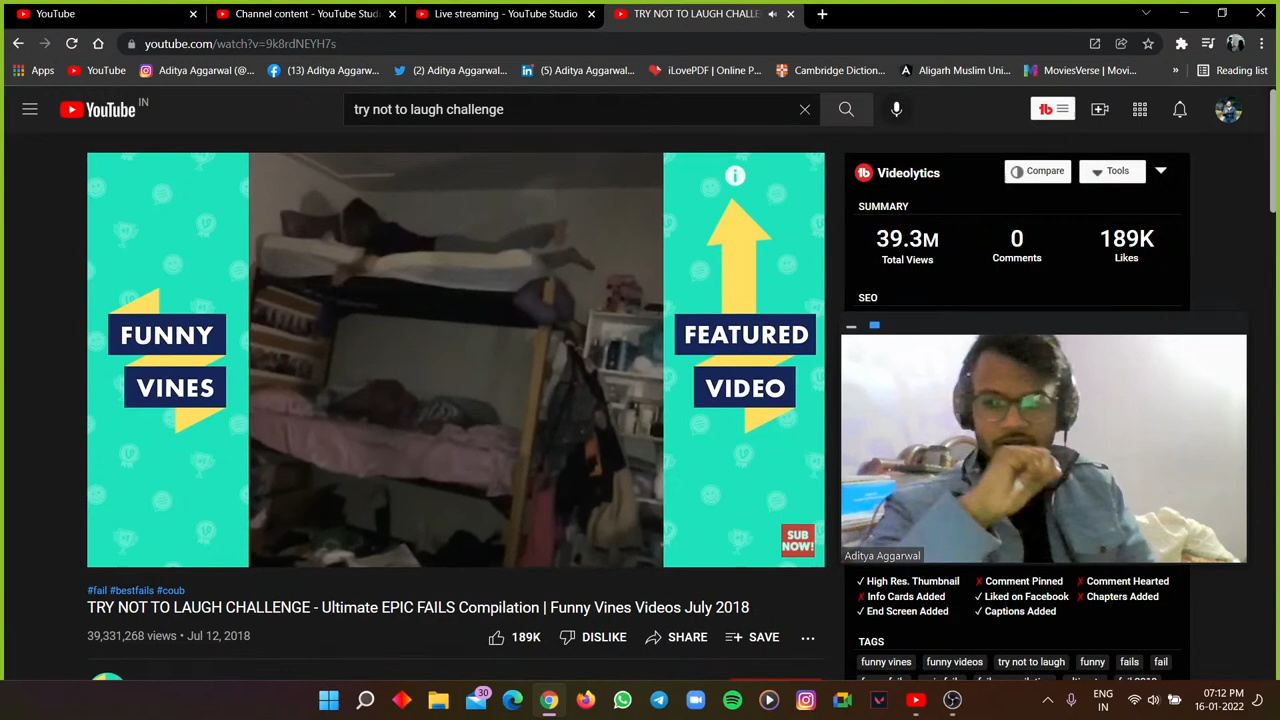 YouTube
Channel content - YouTube Studi
Live streaming - YouTube Studio
TRY NOT TO LAUGH CHALLE
youtube.com/watch?v=9k8rdNEYH7s
Apps
YouTube
Aditya Aggarwal (@...
(13) Aditya Aggarw...
(2) Aditya Aggarwal...
(5) Aditya Aggarwal...
iLovePDF | Online P...
Cambridge Diction...
Aligarh Muslim Uni...
MoviesVerse | Movi...
»
Reading list
YouTube IN
try not to laugh challenge
FUNNY
VINES
FEATURED
VIDEO
SUB
NOW!
Videolytics
Compare
Tools
SUMMARY
39.3M
0
189K
Total Views
Comments
Likes
SEO
Aditya Aggarwal
✓ High Res. Thumbnail
✗ Comment Pinned
✗ Comment Hearted
✗ Info Cards Added
✓ Liked on Facebook
✗ Chapters Added
✓ End Screen Added
✓ Captions Added
TAGS
funny vines
funny videos
try not to laugh
funny
fails
fail
#fail #bestfails #coub
TRY NOT TO LAUGH CHALLENGE - Ultimate EPIC FAILS Compilation | Funny Vines Videos July 2018
39,331,268 views • Jul 12, 2018
189K
DISLIKE
SHARE
SAVE
30
ENG
IN
07:12 PM
16-01-2022